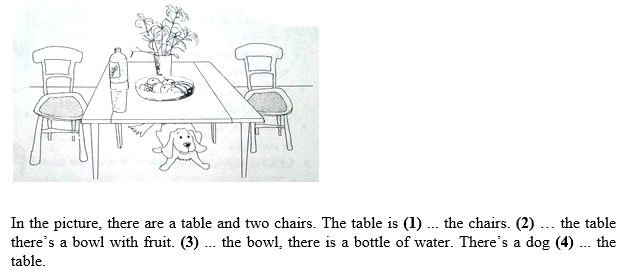 In the picture, there are a table and two chairs. The table is (1) ... the chairs. (2) ... the table
there's a bowl with fruit. (3) ... the bowl, there is a bottle of water. There's a dog (4) ... the
table.